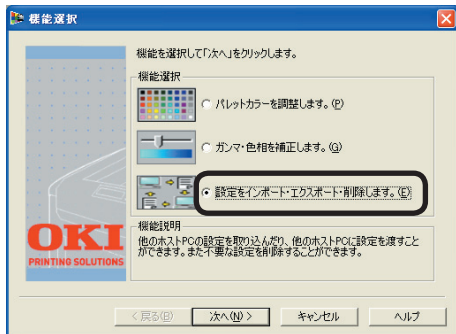 機能選択
機能を選択して「次へ」をクリックします。
機能選択
パレットカラーを調整します。(P)
ガンマ・色相を補正します。(G)
設定をインポート・エクスポート・削除します。(E)
機能説明
他のホストPCの設定を取り込んだり、他のホストPCに設定を渡すこと
ができます。また不要な設定を削除することができます。
OKI
PRINTING SOLUTIONS
< 戻る(B)
次へ(N) >
キャンセル
ヘルプ